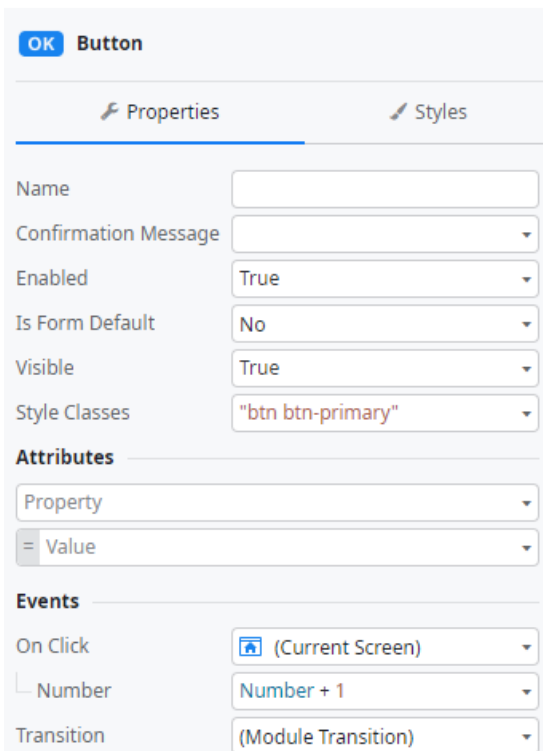 OK Button
Properties Styles
Name
Confirmation Message
Enabled True
Is Form Default No
Visible True
Style Classes "btn btn-primary"
Attributes
Property
= Value
Events
On Click (Current Screen)
Number Number + 1
Transition (Module Transition)